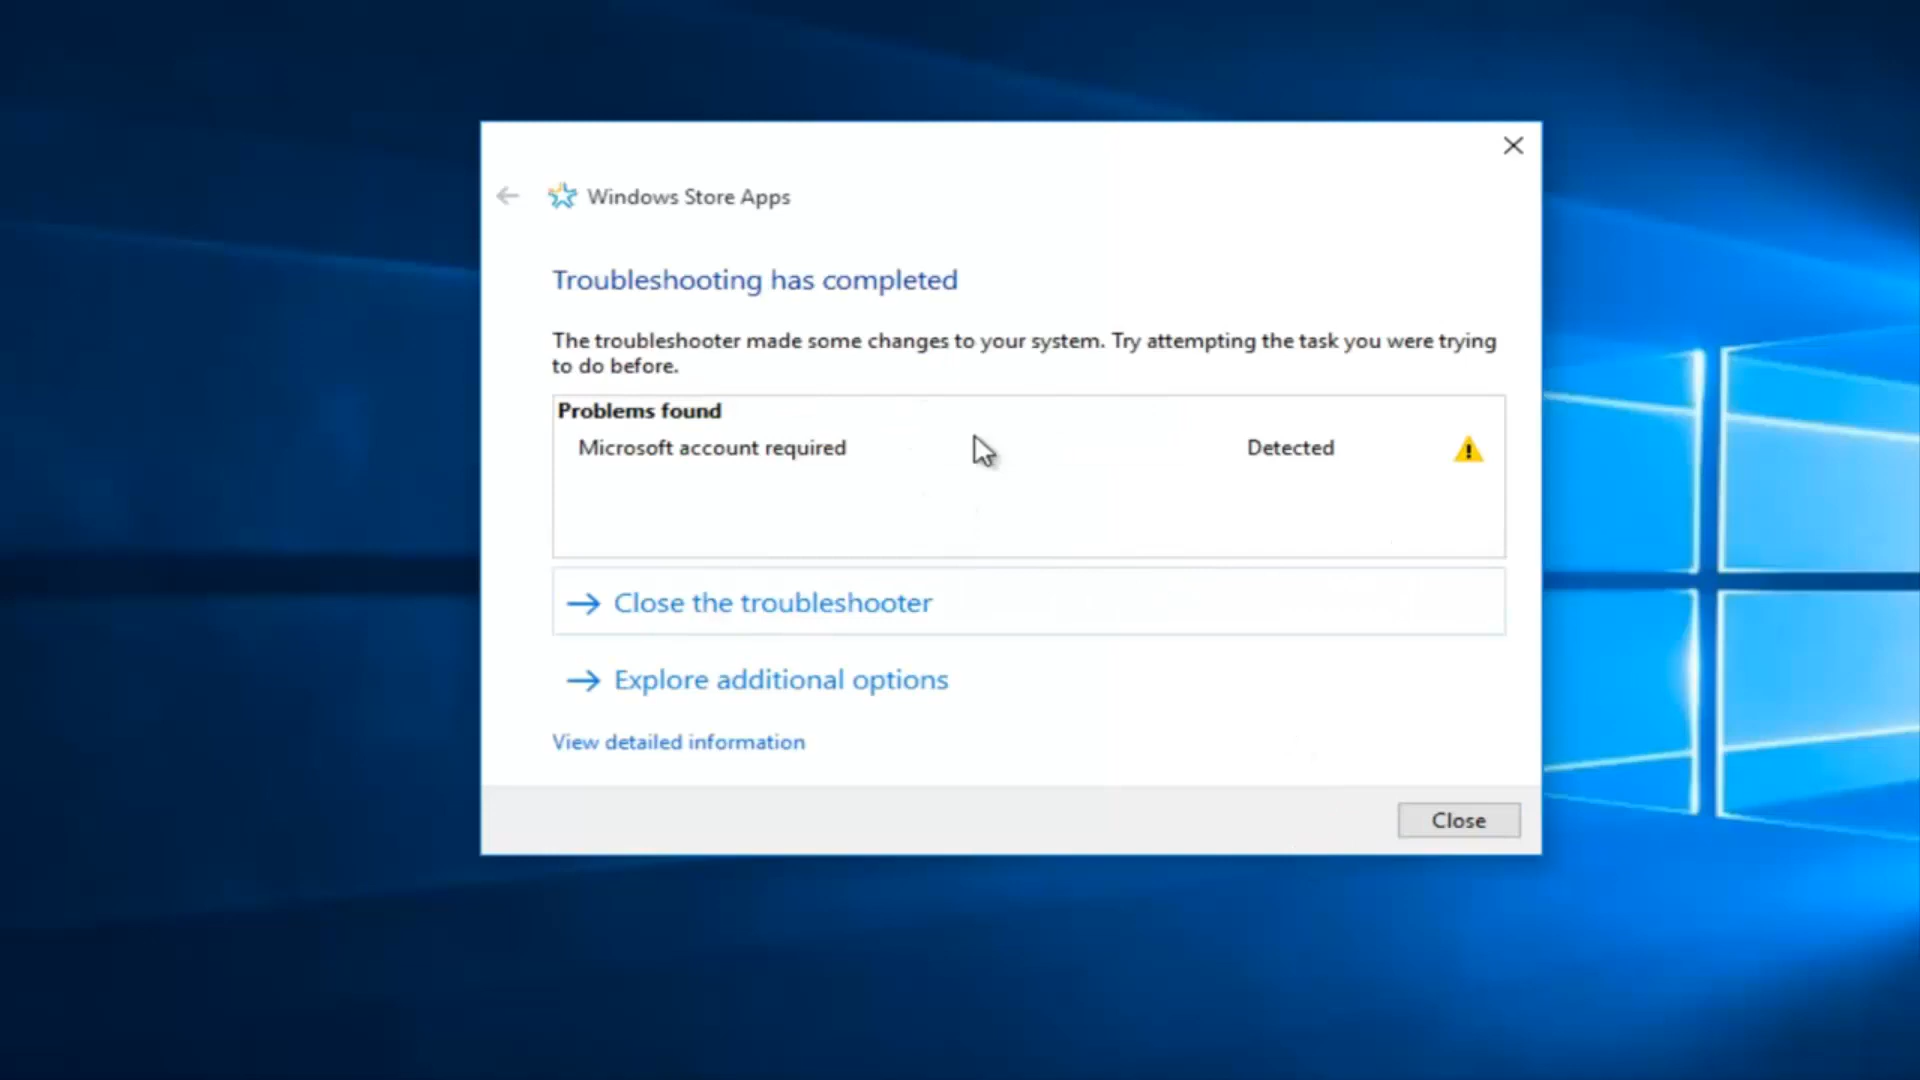 Windows Store Apps
Troubleshooting has completed
The troubleshooter made some changes to your system. Try attempting the task you were trying
to do before.
Problems found
Microsoft account required Detected
Close the troubleshooter
Explore additional options
View detailed information
Close